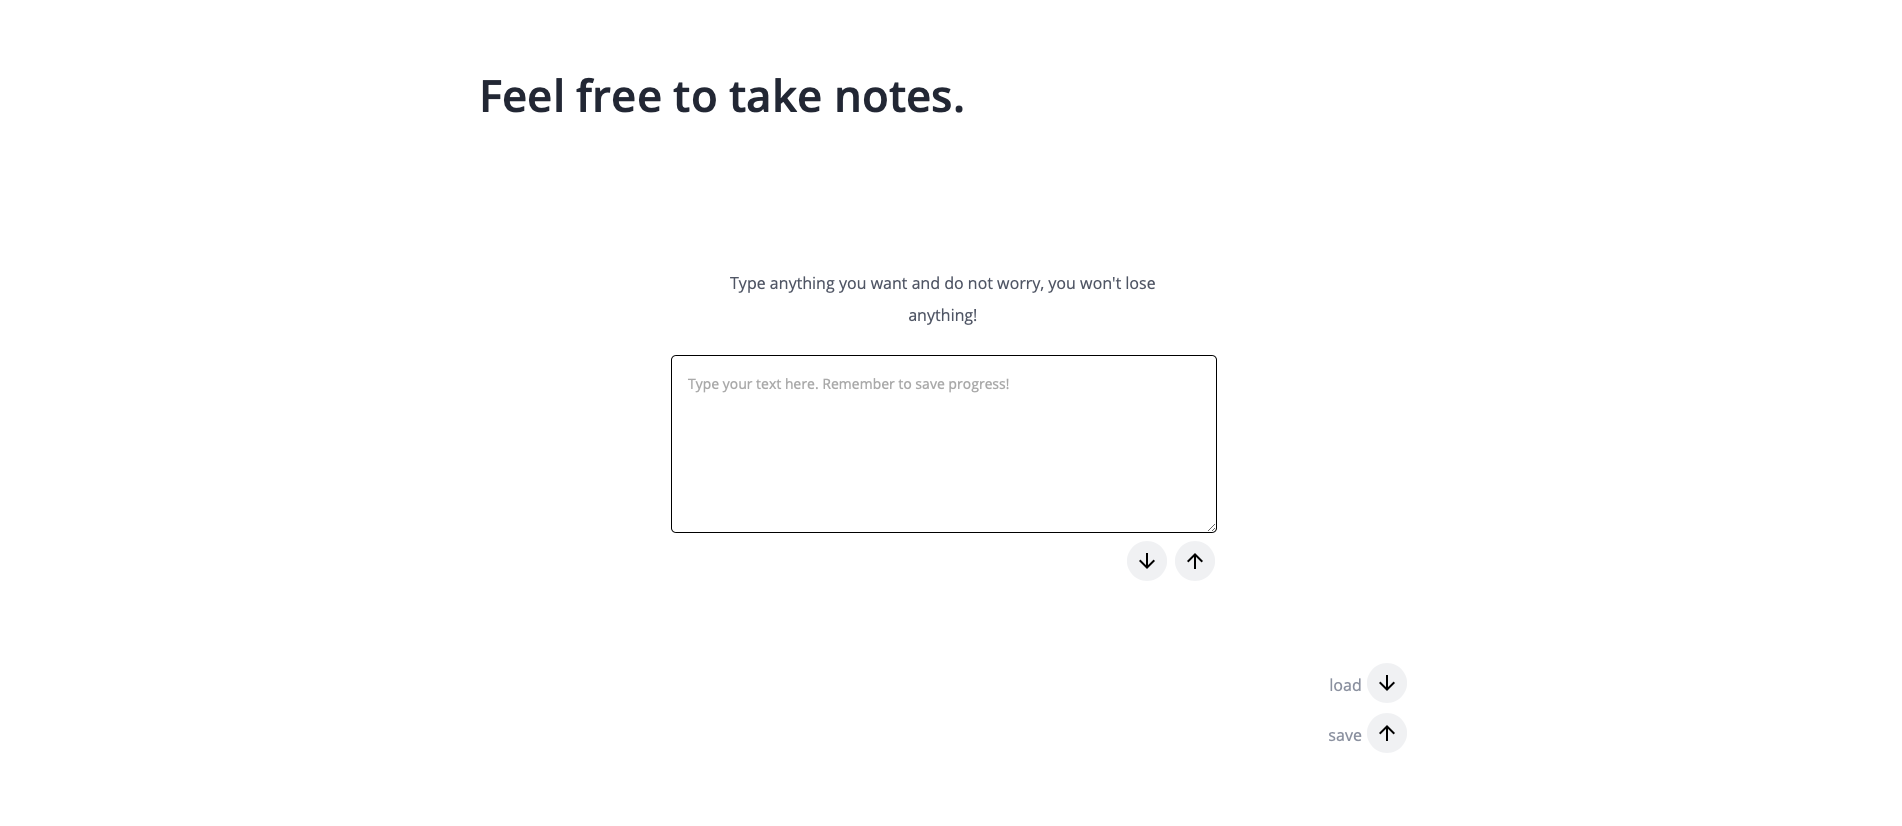 Feel free to take notes.
Type anything you want and do not worry, you won't lose
anything!
Type your text here. Remember to save progress!
load
save